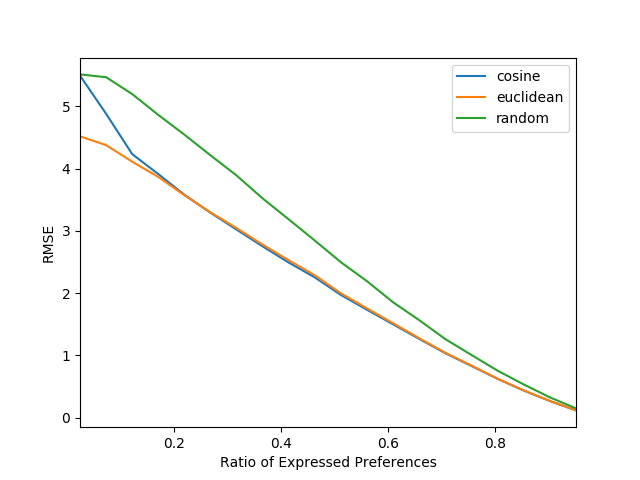 cosine
euclidean
random
5
4
3
2
1
0
RMSE
0.2 0.4 0.6 0.8
Ratio of Expressed Preferences